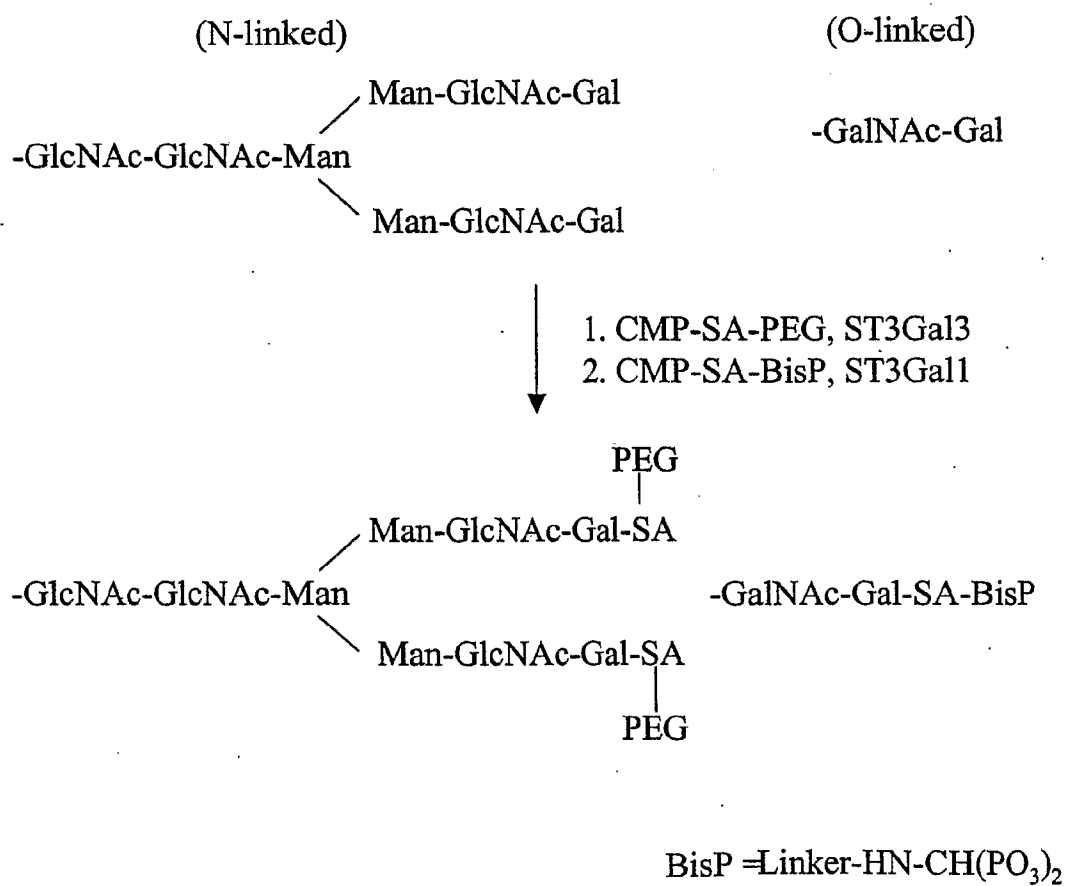 (N-linked)
(O-linked)
Man-GlcNAc-Gal
-GalNAc-Gal
-GlcNAc-GlcNAc-Man
Man-GlcNAc-Gal
1. CMP-SA-PEG, ST3Gal3
2. CMP-SA-BisP, ST3Gal1
PEG
Man-GlcNAc-Gal-SA
-GlcNAc-GlcNAc-Man
-GalNAc-Gal-SA-BisP
Man-GlcNAc-Gal-SA
PEG
BisP =Linker-HN-CH(PO₃)₂